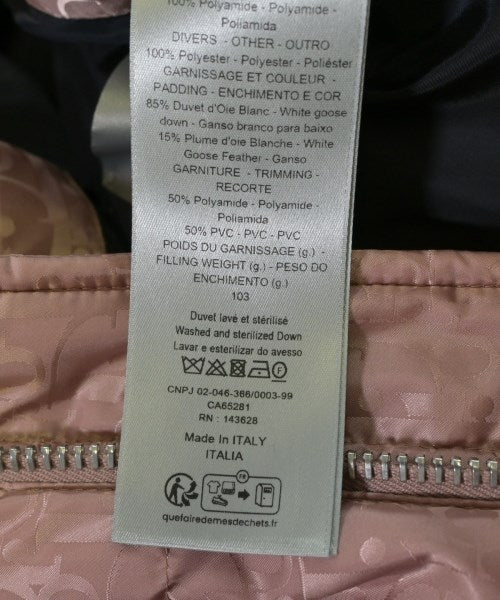 100% Polyamide - Polyamide -
Poliamida
DIVERS - OTHER - OUTRO
100% Polyester - Polyester - Poliéster
GARNISSAGE ET COULEUR -
PADDING - ENCHIMENTO E COR
85% Duvet d'Oie Blanc - White goose
down - Ganso branco para baixo
15% Plume d'oie Blanche - White
Goose Feather - Ganso
GARNITURE - TRIMMING -
RECORTE
50% Polyamide - Polyamide -
Poliamida
50% PVC - PVC - PVC
POIDS DU GARNISSAGE (g.) -
FILLING WEIGHT (g.) - PESO DO
ENCHIMENTO (g.)
103
Duvet lavé et stérilisé
Washed and sterilized Down
Lavar e esterilizar do avesso
CNPJ 02-046-366/0003-99
CA65281
RN : 143628
Made In ITALY
ITALIA
FR
quefairedemesdechets.fr